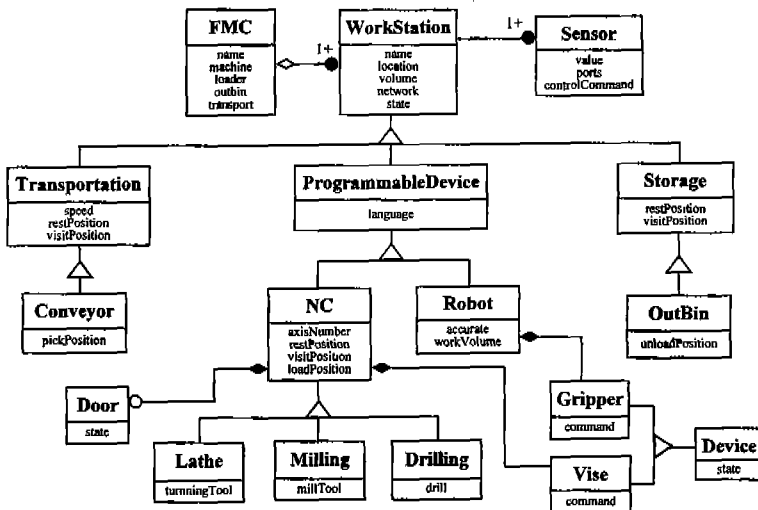 FMC
name
machine
loader
outbin
transport
1+
WorkStation
name
location
volume
network
state
1+
Sensor
value
ports
controlCommand
Transportation
speed
restPosition
visitPosition
ProgrammableDevice
language
Storage
restPosition
visitPosition
Conveyor
pickPosition
NC
axisNumber
restPosition
visitPosition
loadPosition
Robot
accurate
workVolume
OutBin
unloadPosition
Door
state
Gripper
command
Device
state
Lathe
turnningTool
Milling
millTool
Drilling
drill
Vise
command